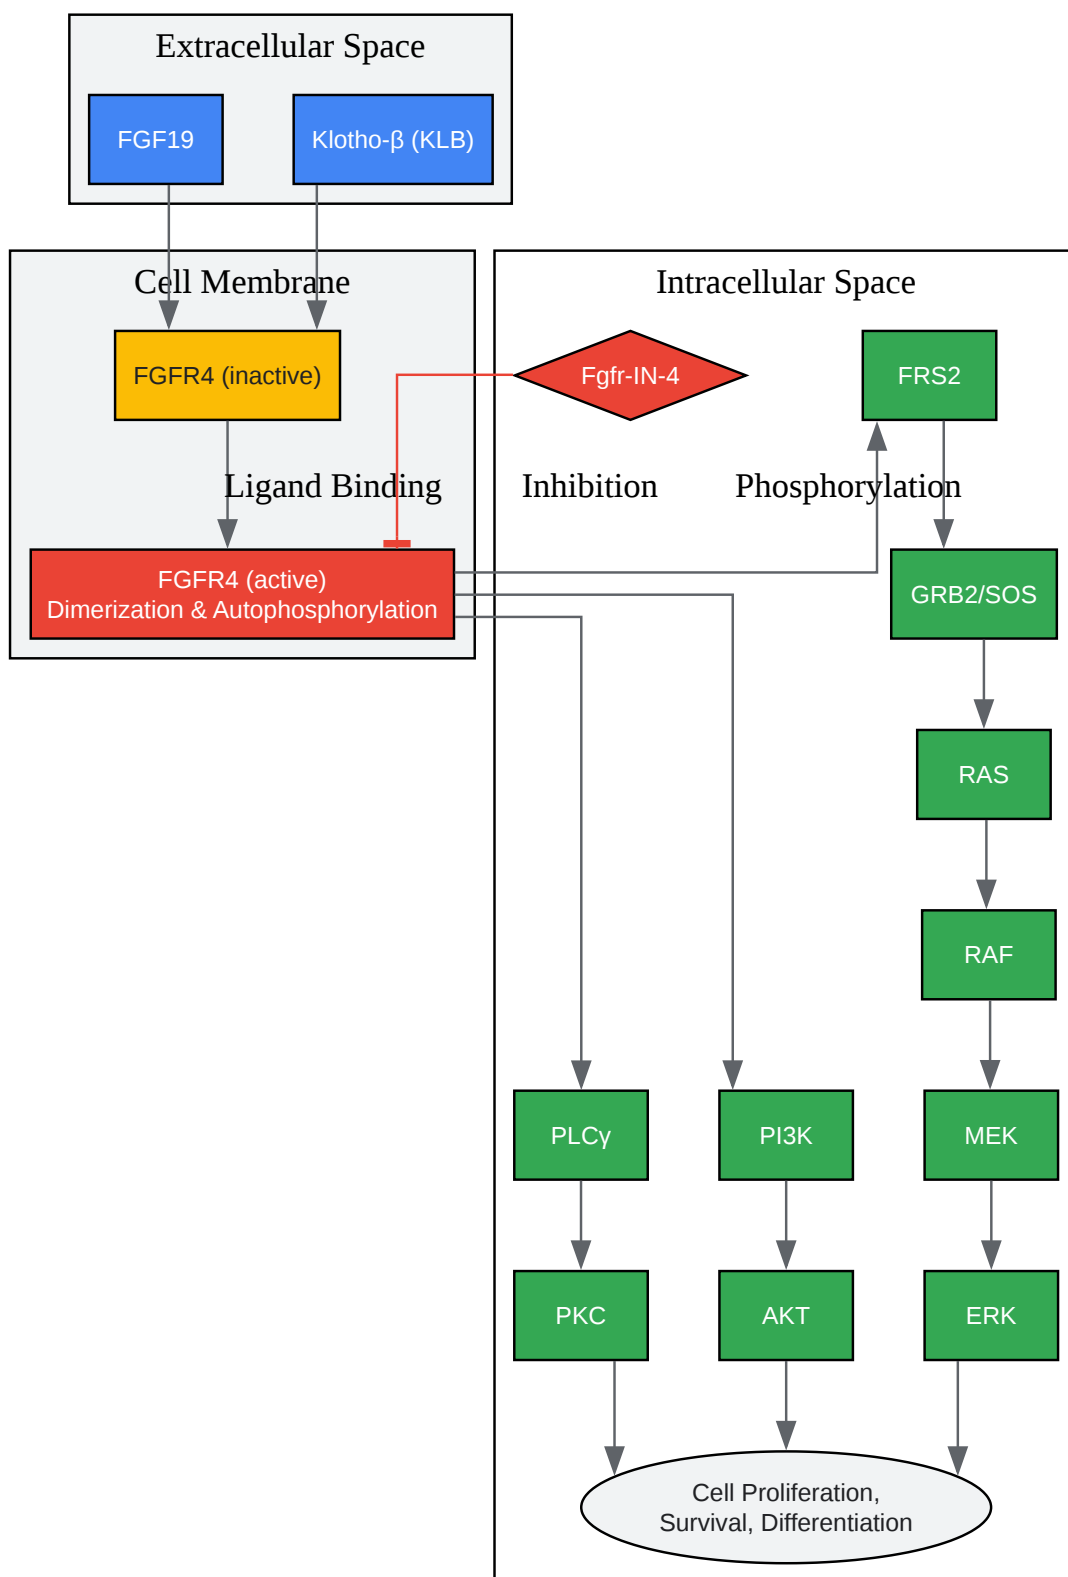 Extracellular Space
FGF19
Klotho-β (KLB)
Cell Membrane
Intracellular Space
FGFR4 (inactive)
Fgfr-IN-4
FRS2
Ligand Binding
Inhibition
Phosphorylation
FGFR4 (active)
Dimerization & Autophosphorylation
GRB2/SOS
RAS
RAF
PLCγ
PI3K
MEK
PKC
AKT
ERK
Cell Proliferation,
Survival, Differentiation